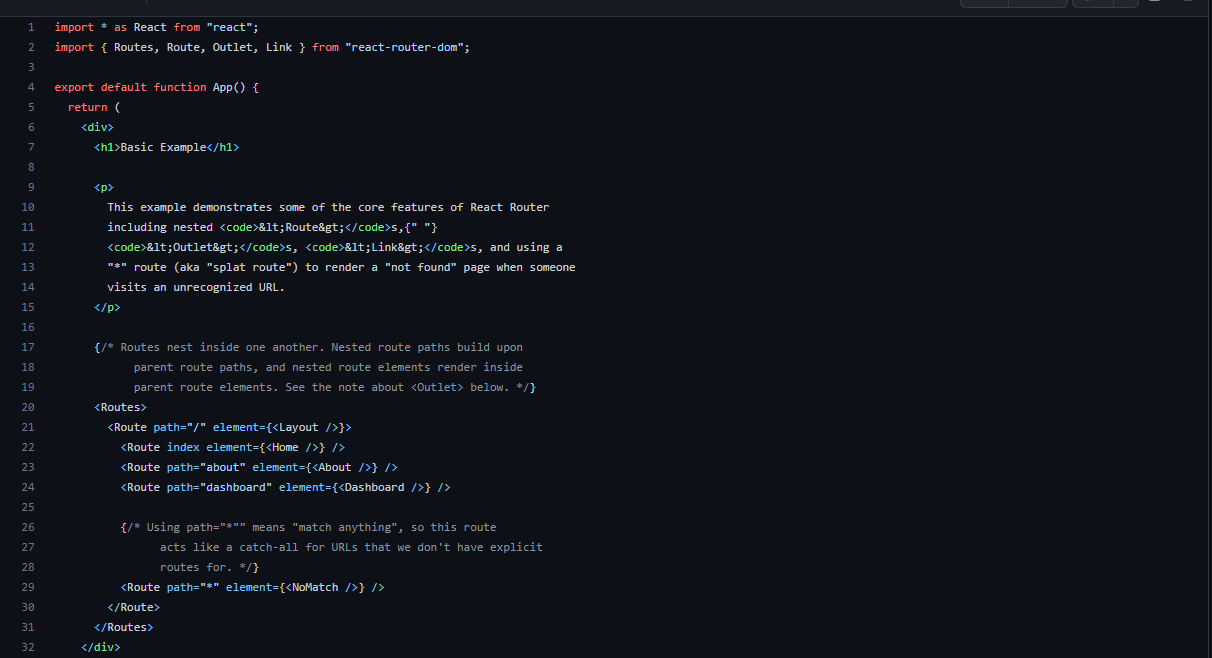 1 import * as React from "react";
2 import { Routes, Route, Outlet, Link } from "react-router-dom";
3
4 export default function App() {
5   return (
6     <div>
7       <h1>Basic Example</h1>
8
9       <p>
10         This example demonstrates some of the core features of React Router
11         including nested <code>&lt;Route&gt;</code>s,{" "}
12         <code>&lt;Outlet&gt;</code>s, <code>&lt;Link&gt;</code>s, and using a
13         "*" route (aka "splat route") to render a "not found" page when someone
14         visits an unrecognized URL.
15       </p>
16
17       {/* Routes nest inside one another. Nested route paths build upon
18             parent route paths, and nested route elements render inside
19             parent route elements. See the note about <Outlet> below. */}
20       <Routes>
21         <Route path="/" element={<Layout />}>
22           <Route index element={<Home />} />
23           <Route path="about" element={<About />} />
24           <Route path="dashboard" element={<Dashboard />} />
25
26           {/* Using path="*"" means "match anything", so this route
27                 acts like a catch-all for URLs that we don't have explicit
28                 routes for. */}
29           <Route path="*" element={<NoMatch />} />
30         </Route>
31       </Routes>
32     </div>